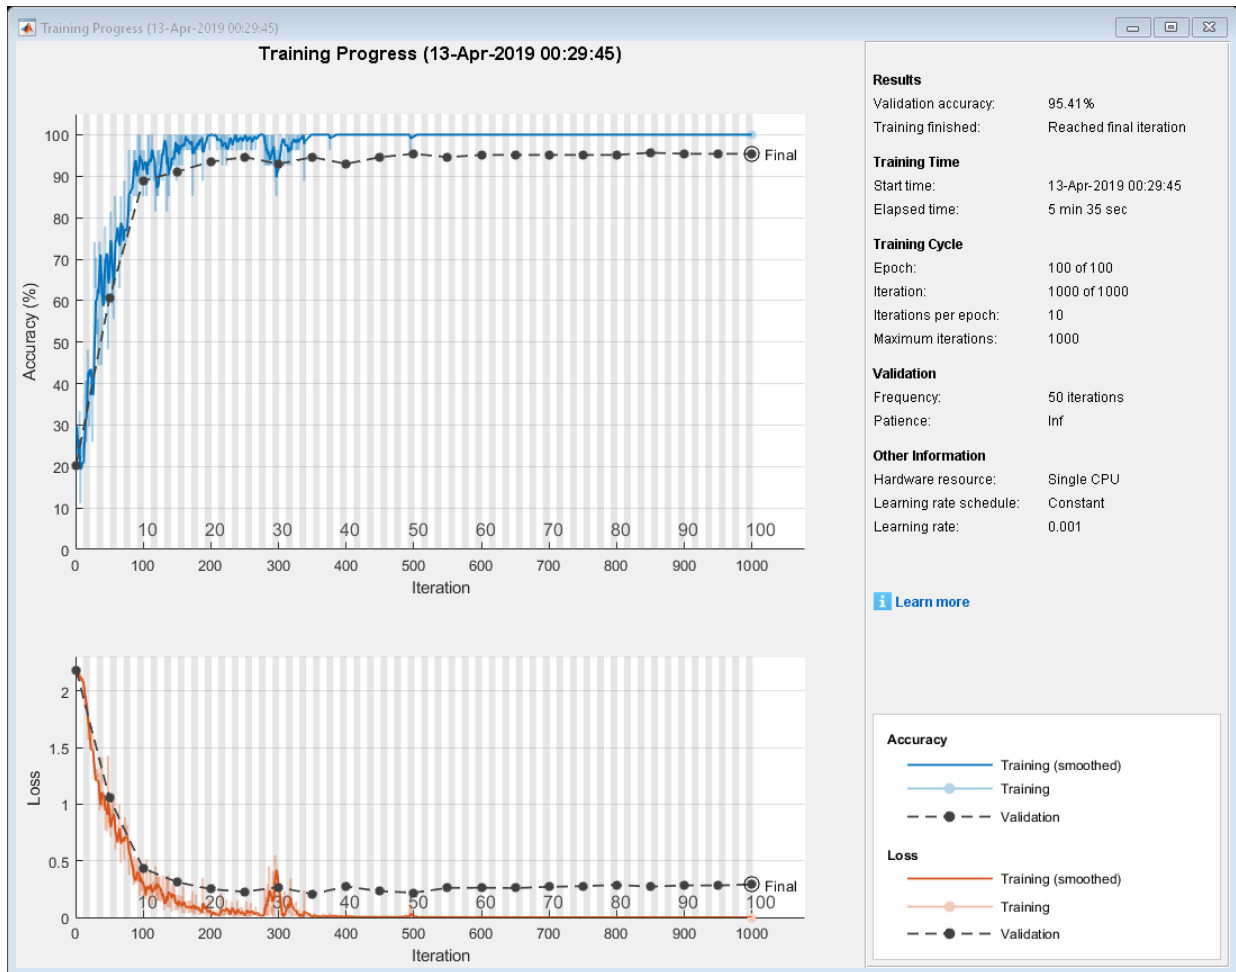 Training Progress (13-Apr-2019 00:29:45)
Training Progress (13-Apr-2019 00:29:45)
100
90
80
70
60
50
40
30
20
10
0
Accuracy (%)
Final
10 20 30 40 50 60 70 80 90 100
0 100 200 300 400 500 600 700 800 900 1000
Iteration
2
1.5
1
0.5
0
Loss
Final
10 20 30 40 50 60 70 80 90 100
0 100 200 300 400 500 600 700 800 900 1000
Iteration
Results
Validation accuracy: 95.41%
Training finished: Reached final iteration
Training Time
Start time: 13-Apr-2019 00:29:45
Elapsed time: 5 min 35 sec
Training Cycle
Epoch: 100 of 100
Iteration: 1000 of 1000
Iterations per epoch: 10
Maximum iterations: 1000
Validation
Frequency: 50 iterations
Patience: Inf
Other Information
Hardware resource: Single CPU
Learning rate schedule: Constant
Learning rate: 0.001
i Learn more
Accuracy
Training (smoothed)
Training
Validation
Loss
Training (smoothed)
Training
Validation